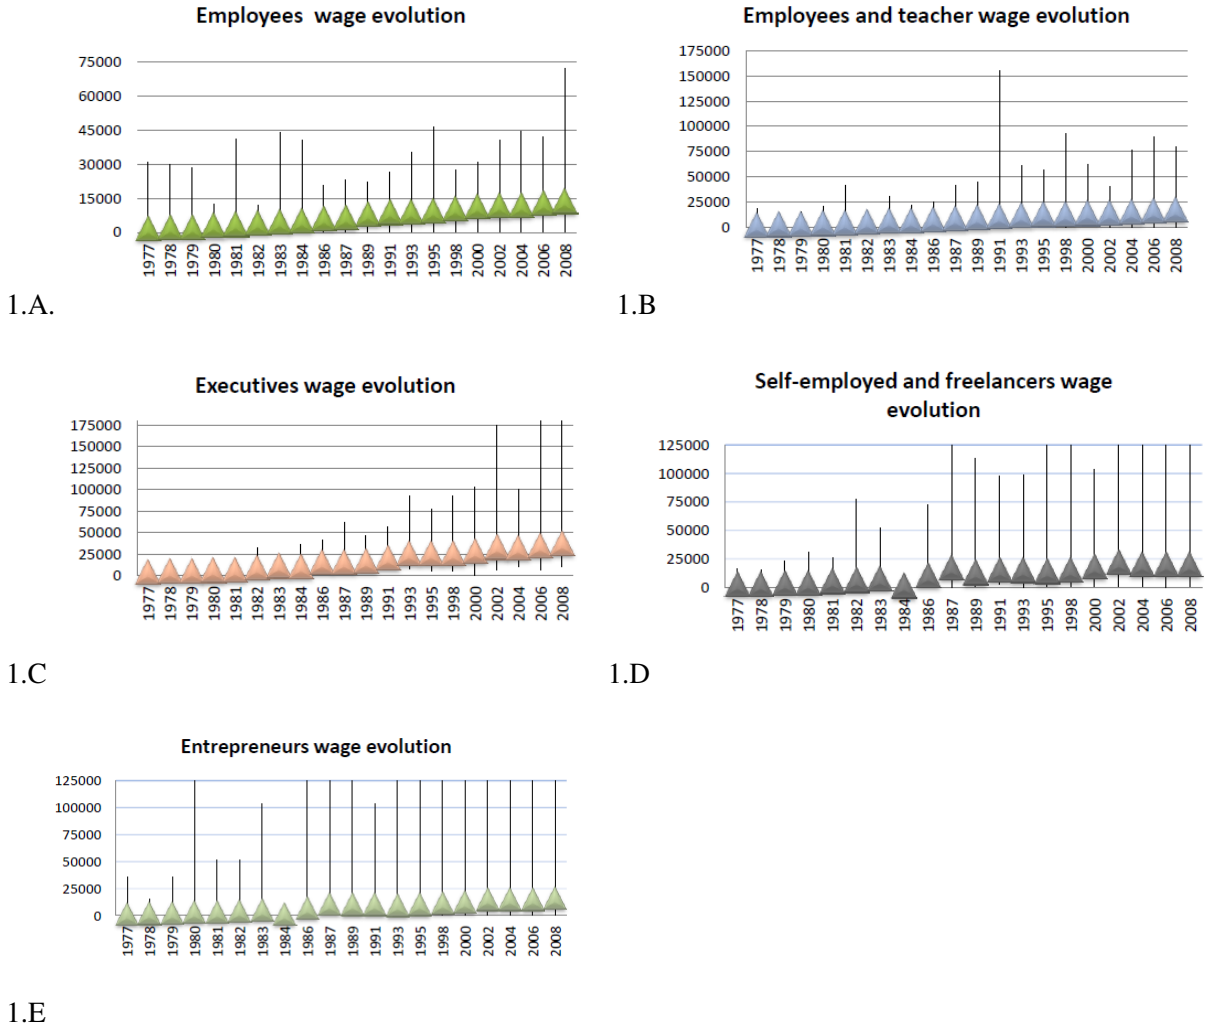 Employees  wage evolution
75000
60000
45000
30000
15000
0
1977 1978 1979 1980 1981 1982 1983 1984 1986 1987 1989 1991 1993 1995 1998 2000 2002 2004 2006 2008
1.A.
Employees and teacher wage evolution
175000
150000
125000
100000
75000
50000
25000
0
1977 1978 1979 1980 1981 1982 1983 1984 1986 1987 1989 1991 1993 1995 1998 2000 2002 2004 2006 2008
1.B
Executives wage evolution
175000
150000
125000
100000
75000
50000
25000
0
1977 1978 1979 1980 1981 1982 1983 1984 1986 1987 1989 1991 1993 1995 1998 2000 2002 2004 2006 2008
1.C
Self-employed and freelancers wage
evolution
125000
100000
75000
50000
25000
0
1977 1978 1979 1980 1981 1982 1983 1984 1986 1987 1989 1991 1993 1995 1998 2000 2002 2004 2006 2008
1.D
Entrepreneurs wage evolution
125000
100000
75000
50000
25000
0
1977 1978 1979 1980 1981 1982 1983 1984 1986 1987 1989 1991 1993 1995 1998 2000 2002 2004 2006 2008
1.E